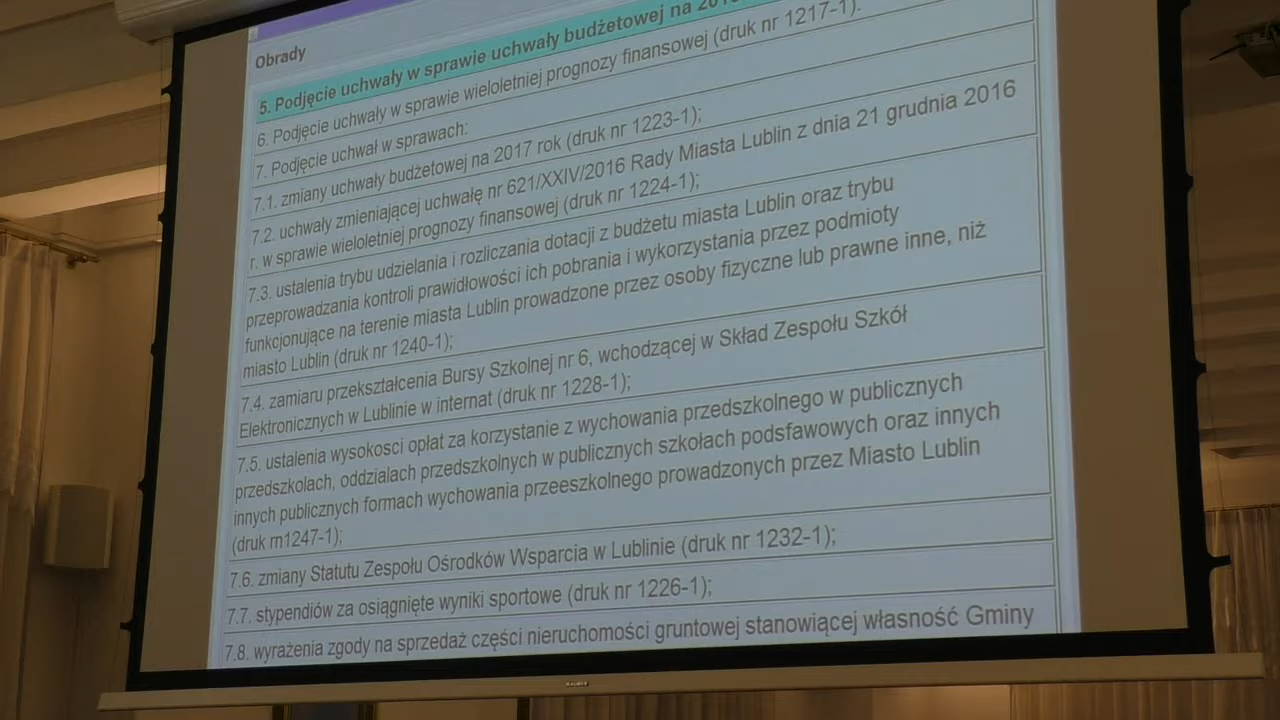 Obrady
5. Podjęcie uchwały w sprawie uchwały budżetowej na
6. Podjęcie uchwały w sprawie wieloletniej prognozy finansowej (druk nr 1217-1).
7. Podjęcie uchwał w sprawach:
7.1. zmiany uchwały budżetowej na 2017 rok (druk nr 1223-1);
7.2. uchwały zmieniającej uchwałę nr 621/XXIV/2016 Rady Miasta Lublin z dnia 21 grudnia 2016
r. w sprawie wieloletniej prognozy finansowej (druk nr 1224-1);
7.3. ustalenia trybu udzielania i rozliczania dotacji z budżetu miasta Lublin oraz trybu
przeprowadzania kontroli prawidłowości ich pobrania i wykorzystania przez podmioty
funkcjonujące na terenie miasta Lublin prowadzone przez osoby fizyczne lub prawne inne, niż
miasto Lublin (druk nr 1240-1);
7.4. zamiaru przekształcenia Bursy Szkolnej nr 6, wchodzącej w Skład Zespołu Szkół
Elektronicznych w Lublinie w internat (druk nr 1228-1);
7.5. ustalenia wysokosci opłat za korzystanie z wychowania przedszkolnego w publicznych
przedszkolach, oddzialach przedszkolnych w publicznych szkołach podsfawowych oraz innych
innych publicznych formach wychowania przeeszkolnego prowadzonych przez Miasto Lublin
(druk rn1247-1);
7.6. zmiany Statutu Zespołu Ośrodków Wsparcia w Lublinie (druk nr 1232-1);
7.7. stypendiów za osiągnięte wyniki sportowe (druk nr 1226-1);
7.8. wyrażenia zgody na sprzedaż części nieruchomości gruntowej stanowiącej własność Gminy